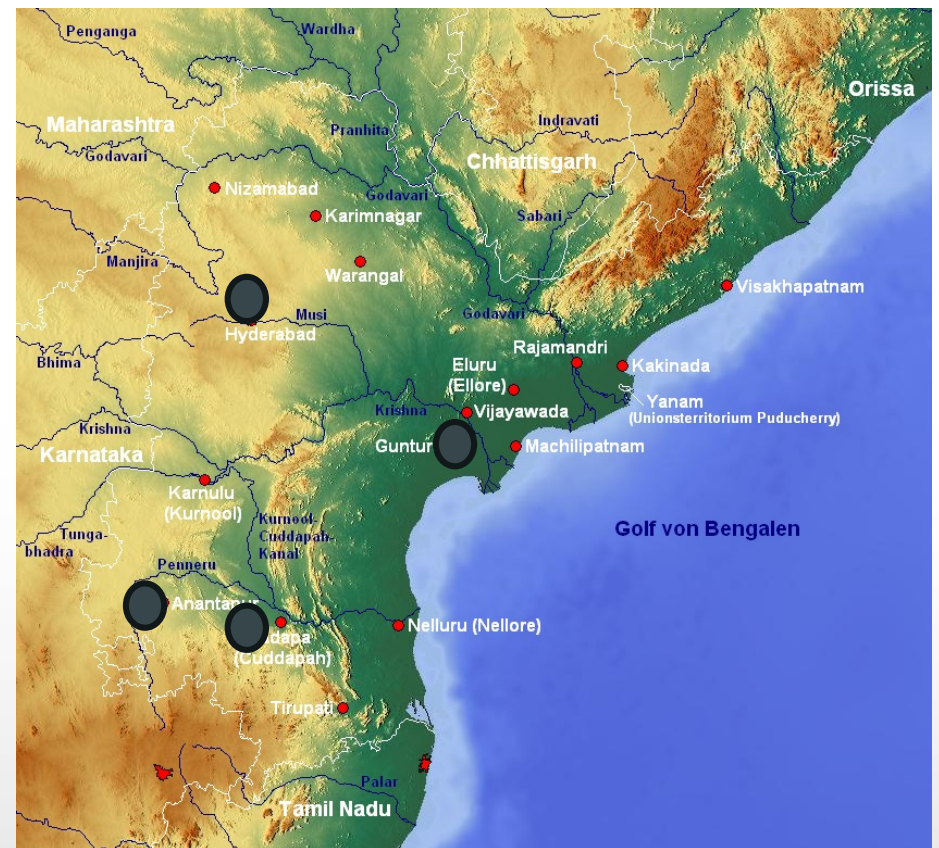 Penganga
Wardha
Orissa
Maharashtra
Pranhita
Indravati
Godavari
Chhattisgarh
Nizamabad
Godavari
Karimnagar
Sabari
Manjira
Warangal
Visakhapatnam
Musi
Godavari
Hyderabad
Rajamandri
Bhima
Eluru
(Ellore)
Kakinada
Yanam
(Unionsterritorium Puducherry)
Krishna
Vijayawada
Krishna
Guntur
Machilipatnam
Karnataka
Karnulu
(Kurnool)
Kurnool-
Cuddapah-
Kanal
Golf von Bengalen
Tunga-
bhadra
Penneru
Anantapur
Nelluru (Nellore)
dapa
(Cuddapah)
Tirupati
Palar
Tamil Nadu